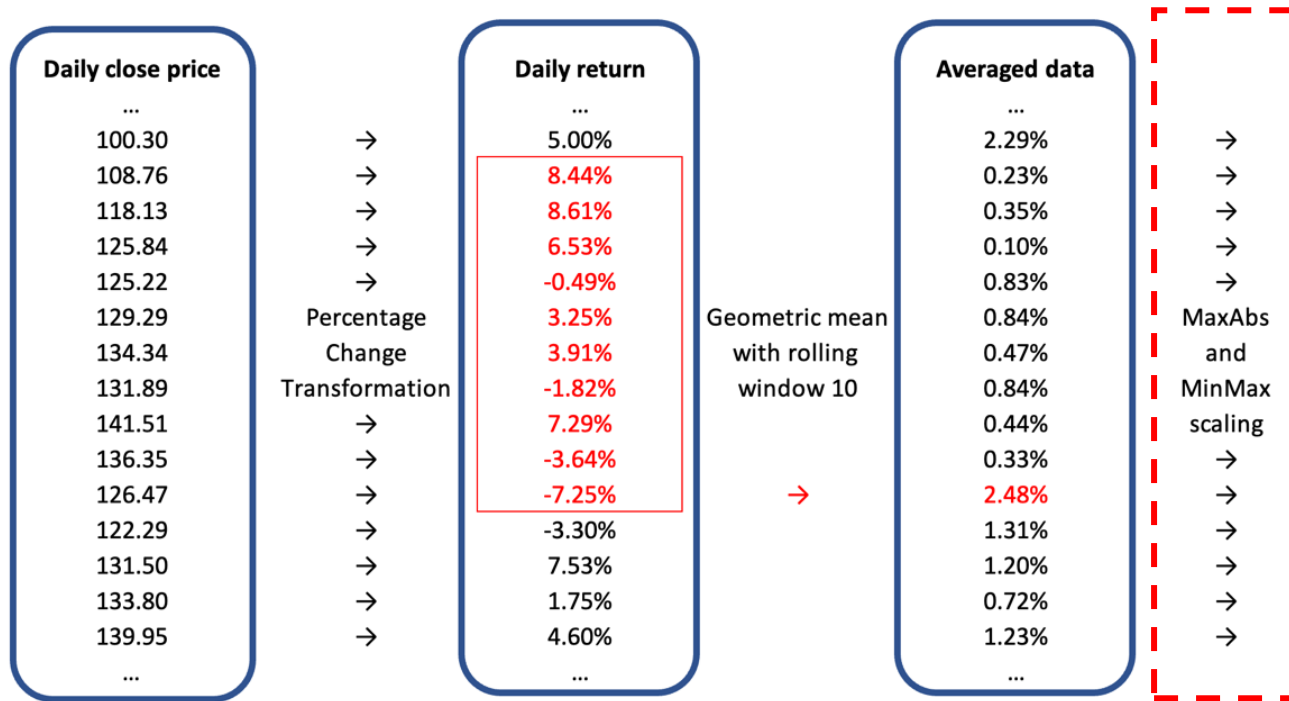 Daily close price Daily return Averaged data
... ... ...
100.30 → 5.00% 2.29% →
108.76 → 8.44% 0.23% →
118.13 → 8.61% 0.35% →
125.84 → 6.53% 0.10% →
125.22 → -0.49% 0.83% →
129.29 Percentage 3.25% Geometric mean 0.84% MaxAbs
134.34 Change 3.91% with rolling 0.47% and
131.89 Transformation -1.82% window 10 0.84% MinMax
141.51 → 7.29% 0.44% scaling
136.35 → -3.64% 0.33% →
126.47 → -7.25% → 2.48% →
122.29 → -3.30% 1.31% →
131.50 → 7.53% 1.20% →
133.80 → 1.75% 0.72% →
139.95 → 4.60% 1.23% →
... ... ...